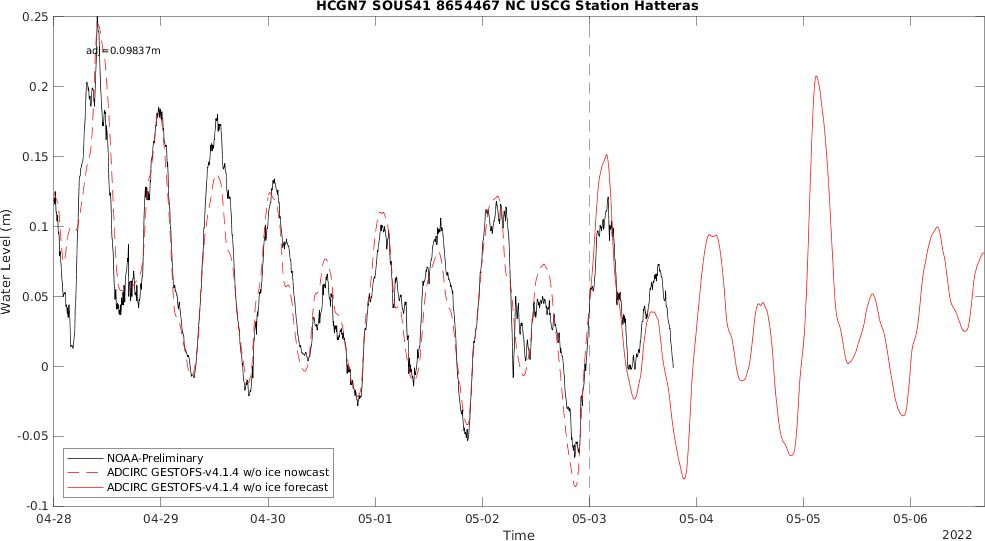 HCGN7 SOUS41 8654467 NC USCG Station Hatteras
0.25
0.2
0.15
0.1
0.05
0
-0.05
-0.1
Water Level (m)
=0.09837m
NOAA-Preliminary
ADCIRC GESTOFS-v4.1.4 w/o ice nowcast
ADCIRC GESTOFS-v4.1.4 w/o ice forecast
04-28 04-29 04-30 05-01 05-02 05-03 05-04 05-05 05-06
Time
2022